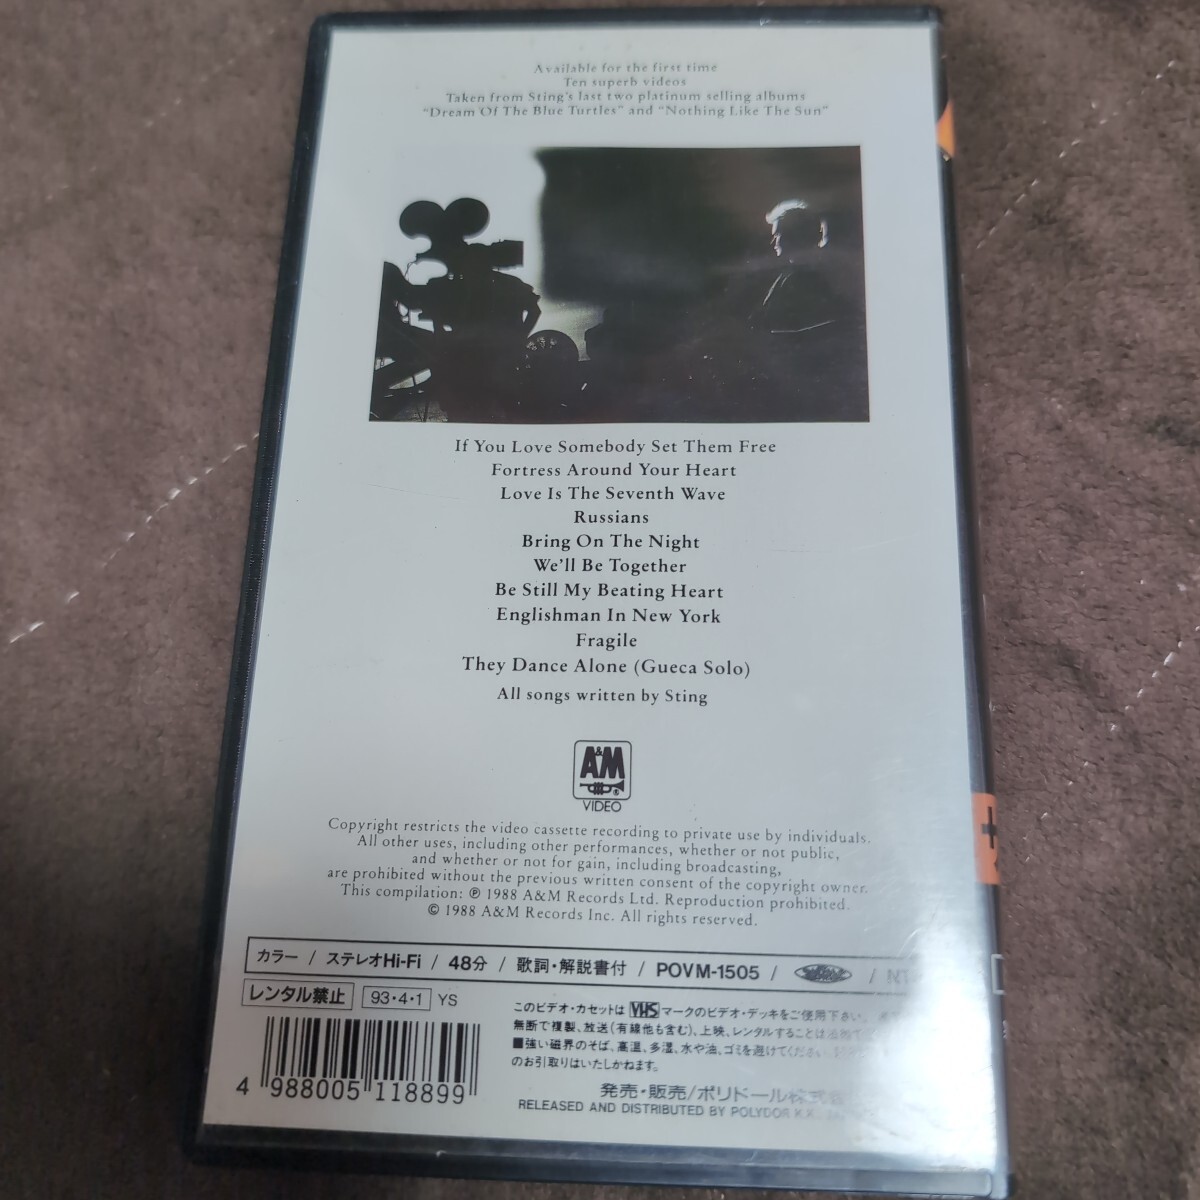 Available for the first time
Ten superb videos
Taken from Sting's last two platinum selling albums
"Dream Of The Blue Turtles" and "Nothing Like The Sun"
If You Love Somebody Set Them Free
Fortress Around Your Heart
Love Is The Seventh Wave
Russians
Bring On The Night
We'll Be Together
Be Still My Beating Heart
Englishman In New York
Fragile
They Dance Alone (Gueca Solo)
All songs written by Sting
A&M
VIDEO
Copyright restricts the video cassette recording to private use by individuals.
All other uses, including other performances, whether or not public,
and whether or not for gain, including broadcasting,
are prohibited without the previous written consent of the copyright owner.
This compilation: ℗ 1988 A&M Records Ltd. Reproduction prohibited.
© 1988 A&M Records Inc. All rights reserved.
カラー / ステレオHi-Fi / 48分 / 歌詞・解説書付 / POVM-1505 /
レンタル禁止 93・4・1 YS
このビデオ・カセットは VHS マークのビデオ・デッキをご使用下さい。
無断で複製、放送(有線他も含む)、上映、レンタルすることは法律で
■強い磁界のそば、高温、多湿、水や油、ゴミを避けてください。
のお引取りはいたしかねます。
4 988005 118899
発売・販売/ポリドール株式会
RELEASED AND DISTRIBUTED BY POLYDOR K.K.